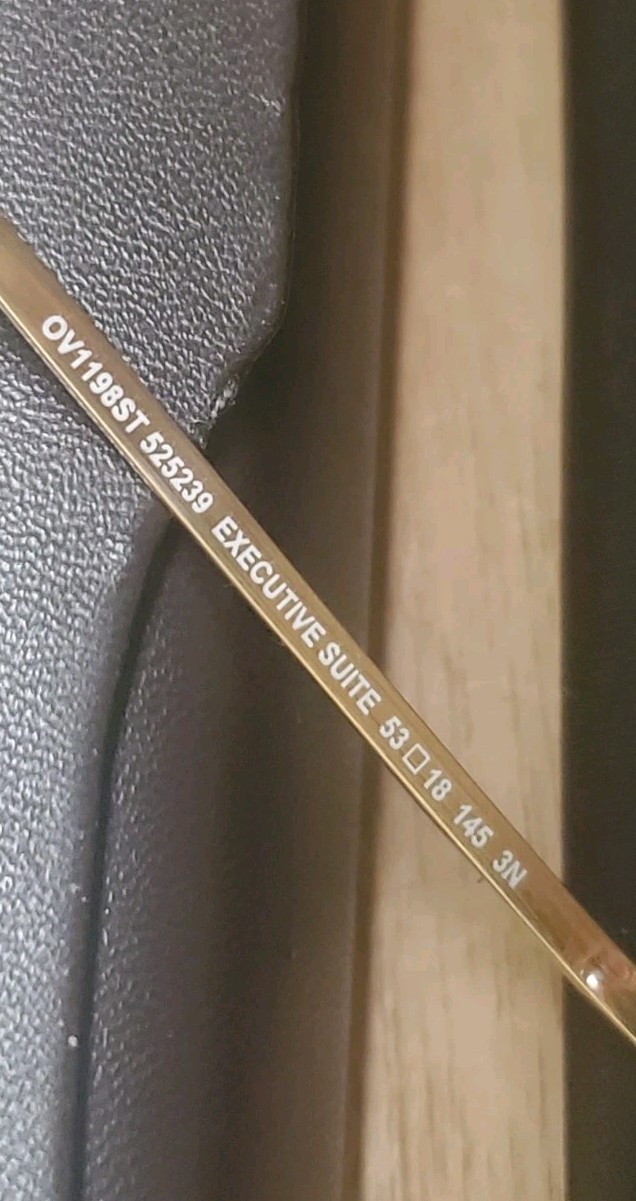 OV1198ST 525239 EXECUTIVE SUITE 53□18 145 3N